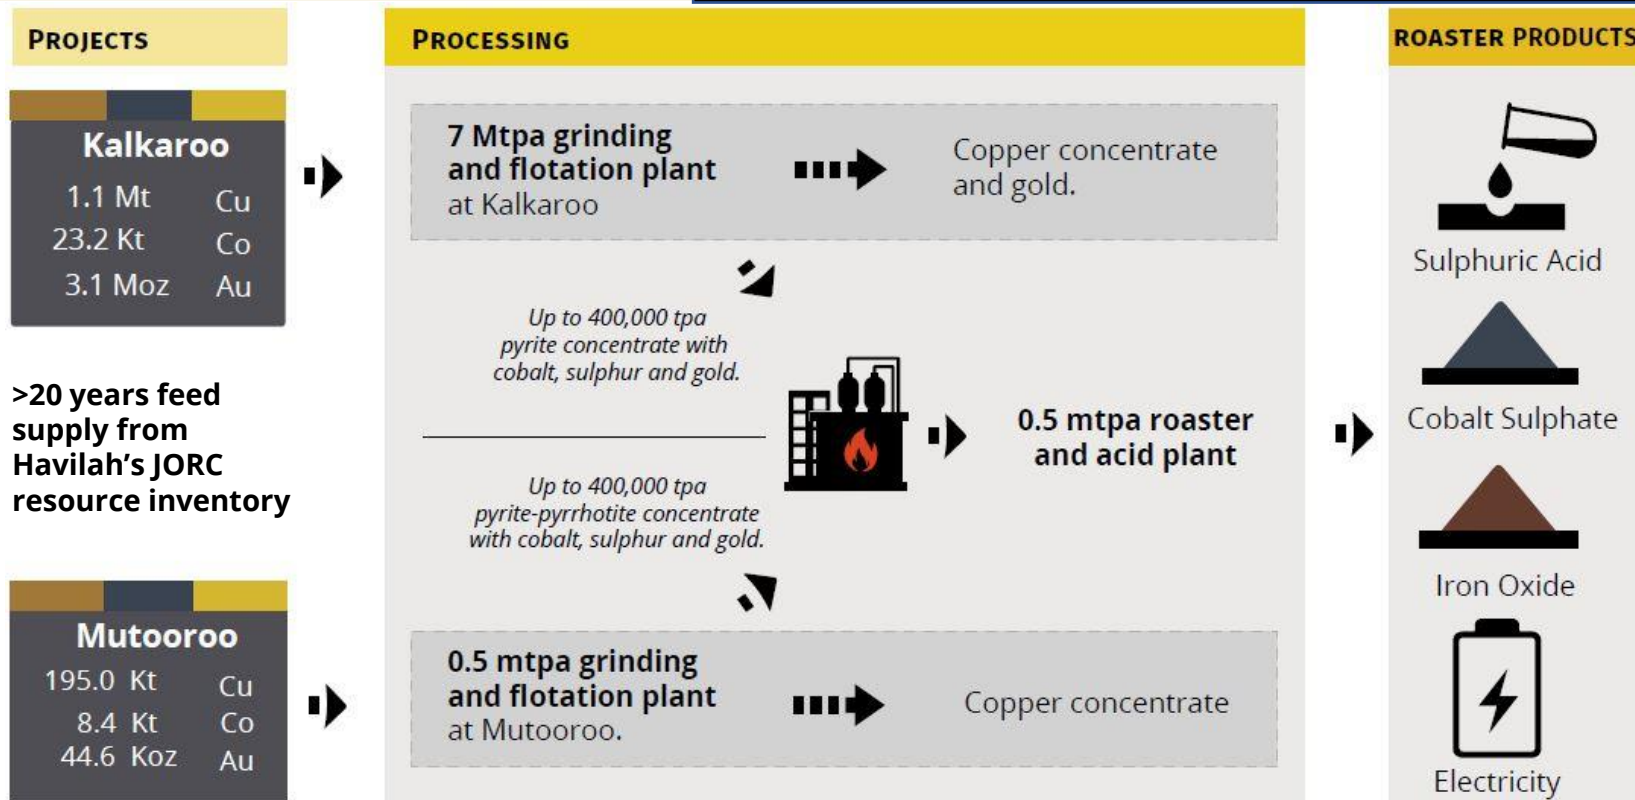 PROJECTS
Kalkaroo
1.1 Mt Cu
23.2 Kt Co
3.1 Moz Au
>20 years feed
supply from
Havilah's JORC
resource inventory
Mutooroo
195.0 Kt Cu
8.4 Kt Co
44.6 Koz Au
PROCESSING
7 Mtpa grinding
and flotation plant
at Kalkaroo
Copper concentrate
and gold.
Up to 400,000 tpa
pyrite concentrate with
cobalt, sulphur and gold.
0.5 mtpa roaster
and acid plant
Up to 400,000 tpa
pyrite-pyrrhotite concentrate
with cobalt, sulphur and gold.
0.5 mtpa grinding
and flotation plant
at Mutooroo.
Copper concentrate
ROASTER PRODUCTS
Sulphuric Acid
Cobalt Sulphate
Iron Oxide
Electricity